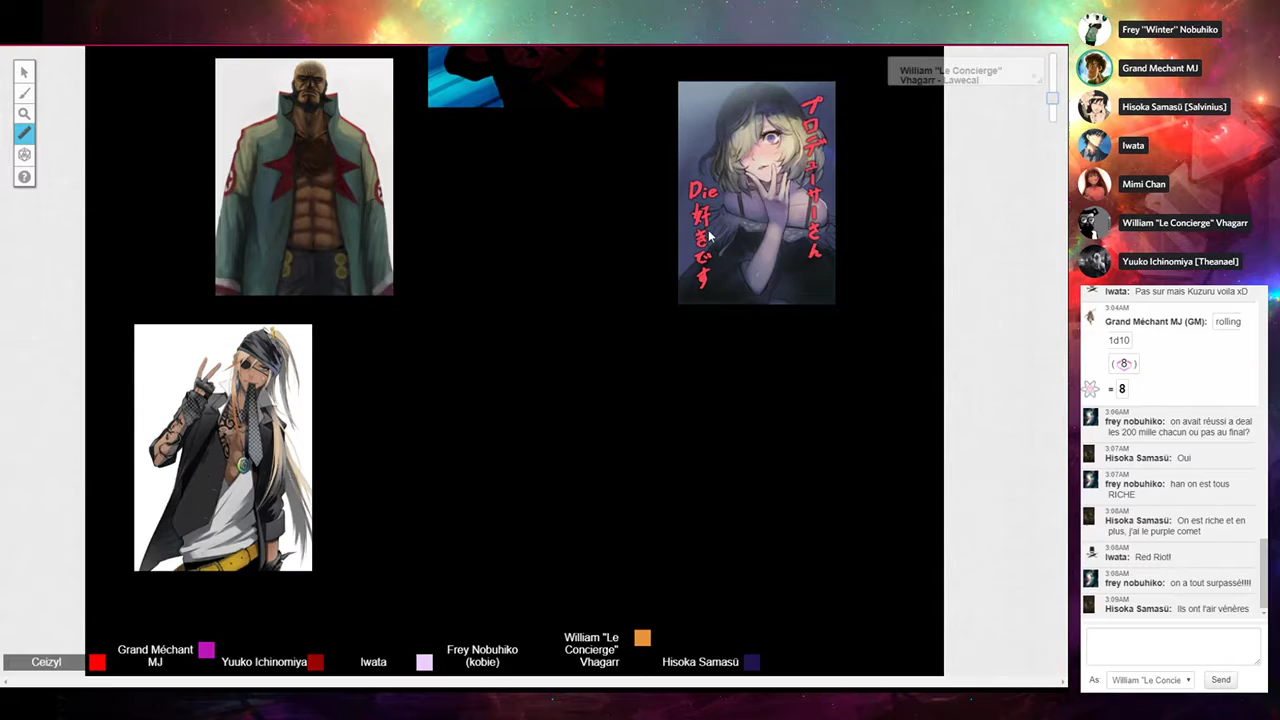 William "Le Concierge"
Vhagarr - Lawecal
プロデューサーさん
Die
好きです
Ceizyl
Grand Méchant
MJ
Yuuko Ichinomiya
Iwata
Frey Nobuhiko
(kobie)
William "Le
Concierge"
Vhagarr
Hisoka Samasü
Frey "Winter" Nobuhiko
Grand Mechant MJ
Hisoka Samasū [Salvinius]
Iwata
Mimi Chan
William "Le Concierge" Vhagarr
Yuuko Ichinomiya [Theanael]
Iwata: Pas sur mais Kuzuru voila xD
3:04AM
Grand Méchant MJ (GM): rolling
1d10
(8)
= 8
3:06AM
frey nobuhiko: on avait réussi a deal
les 200 mille chacun ou pas au final?
3:07AM
Hisoka Samasü: Oui
3:07AM
frey nobuhiko: han on est tous
RICHE
3:08AM
Hisoka Samasü: On est riche et en
plus, j'ai le purple comet
3:08AM
Iwata: Red Riot!
3:08AM
frey nobuhiko: on a tout surpassé!!!!
3:09AM
Hisoka Samasü: Ils ont l'air vénères
As: William "Le Concie
Send